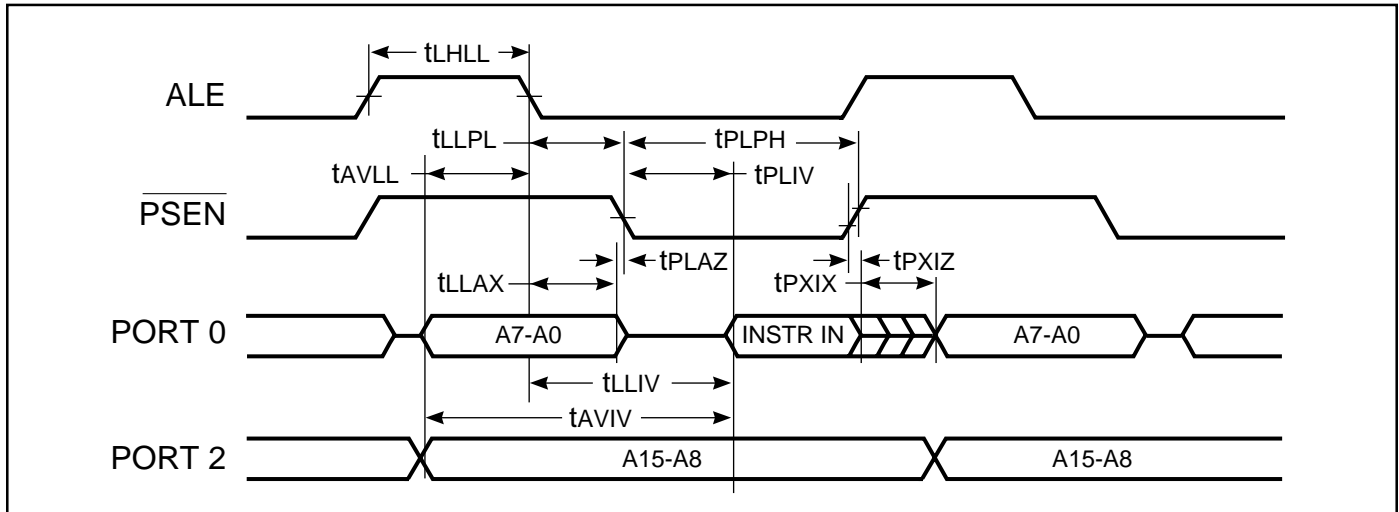 tLHLL
ALE
tLLPL
tPLPH
tAVLL
tPLIV
PSEN
tPLAZ
tPXIZ
tLLAX
tPXIX
PORT 0
A7-A0
INSTR IN
A7-A0
tLLIV
tAVIV
PORT 2
A15-A8
A15-A8